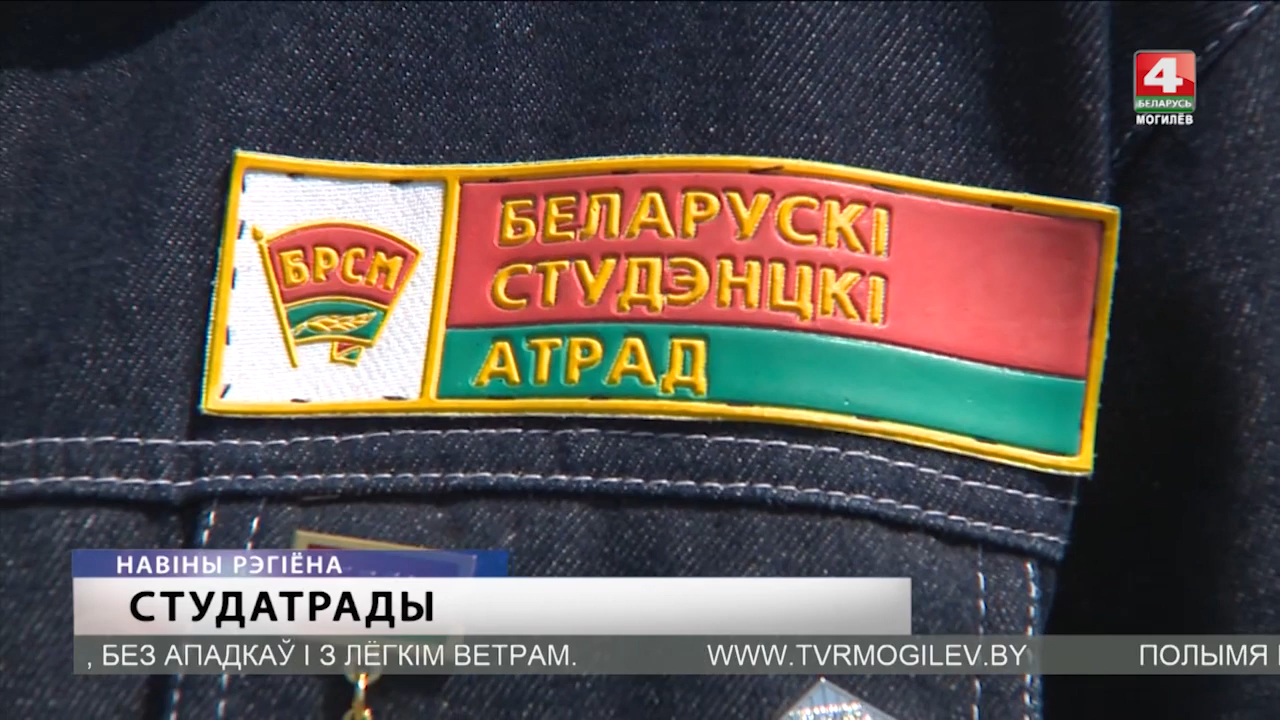 4
БЕЛАРУСЬ
МОГИЛЁВ
БРСМ
БЕЛАРУСКІ
СТУДЭНЦКІ
АТРАД
НАВІНЫ РЭГІЁНА
СТУДАТРАДЫ
, БЕЗ АПАДКАЎ І З ЛЁГКІМ ВЕТРАМ. WWW.TVRMOGILEV.BY ПОЛЫМЯ